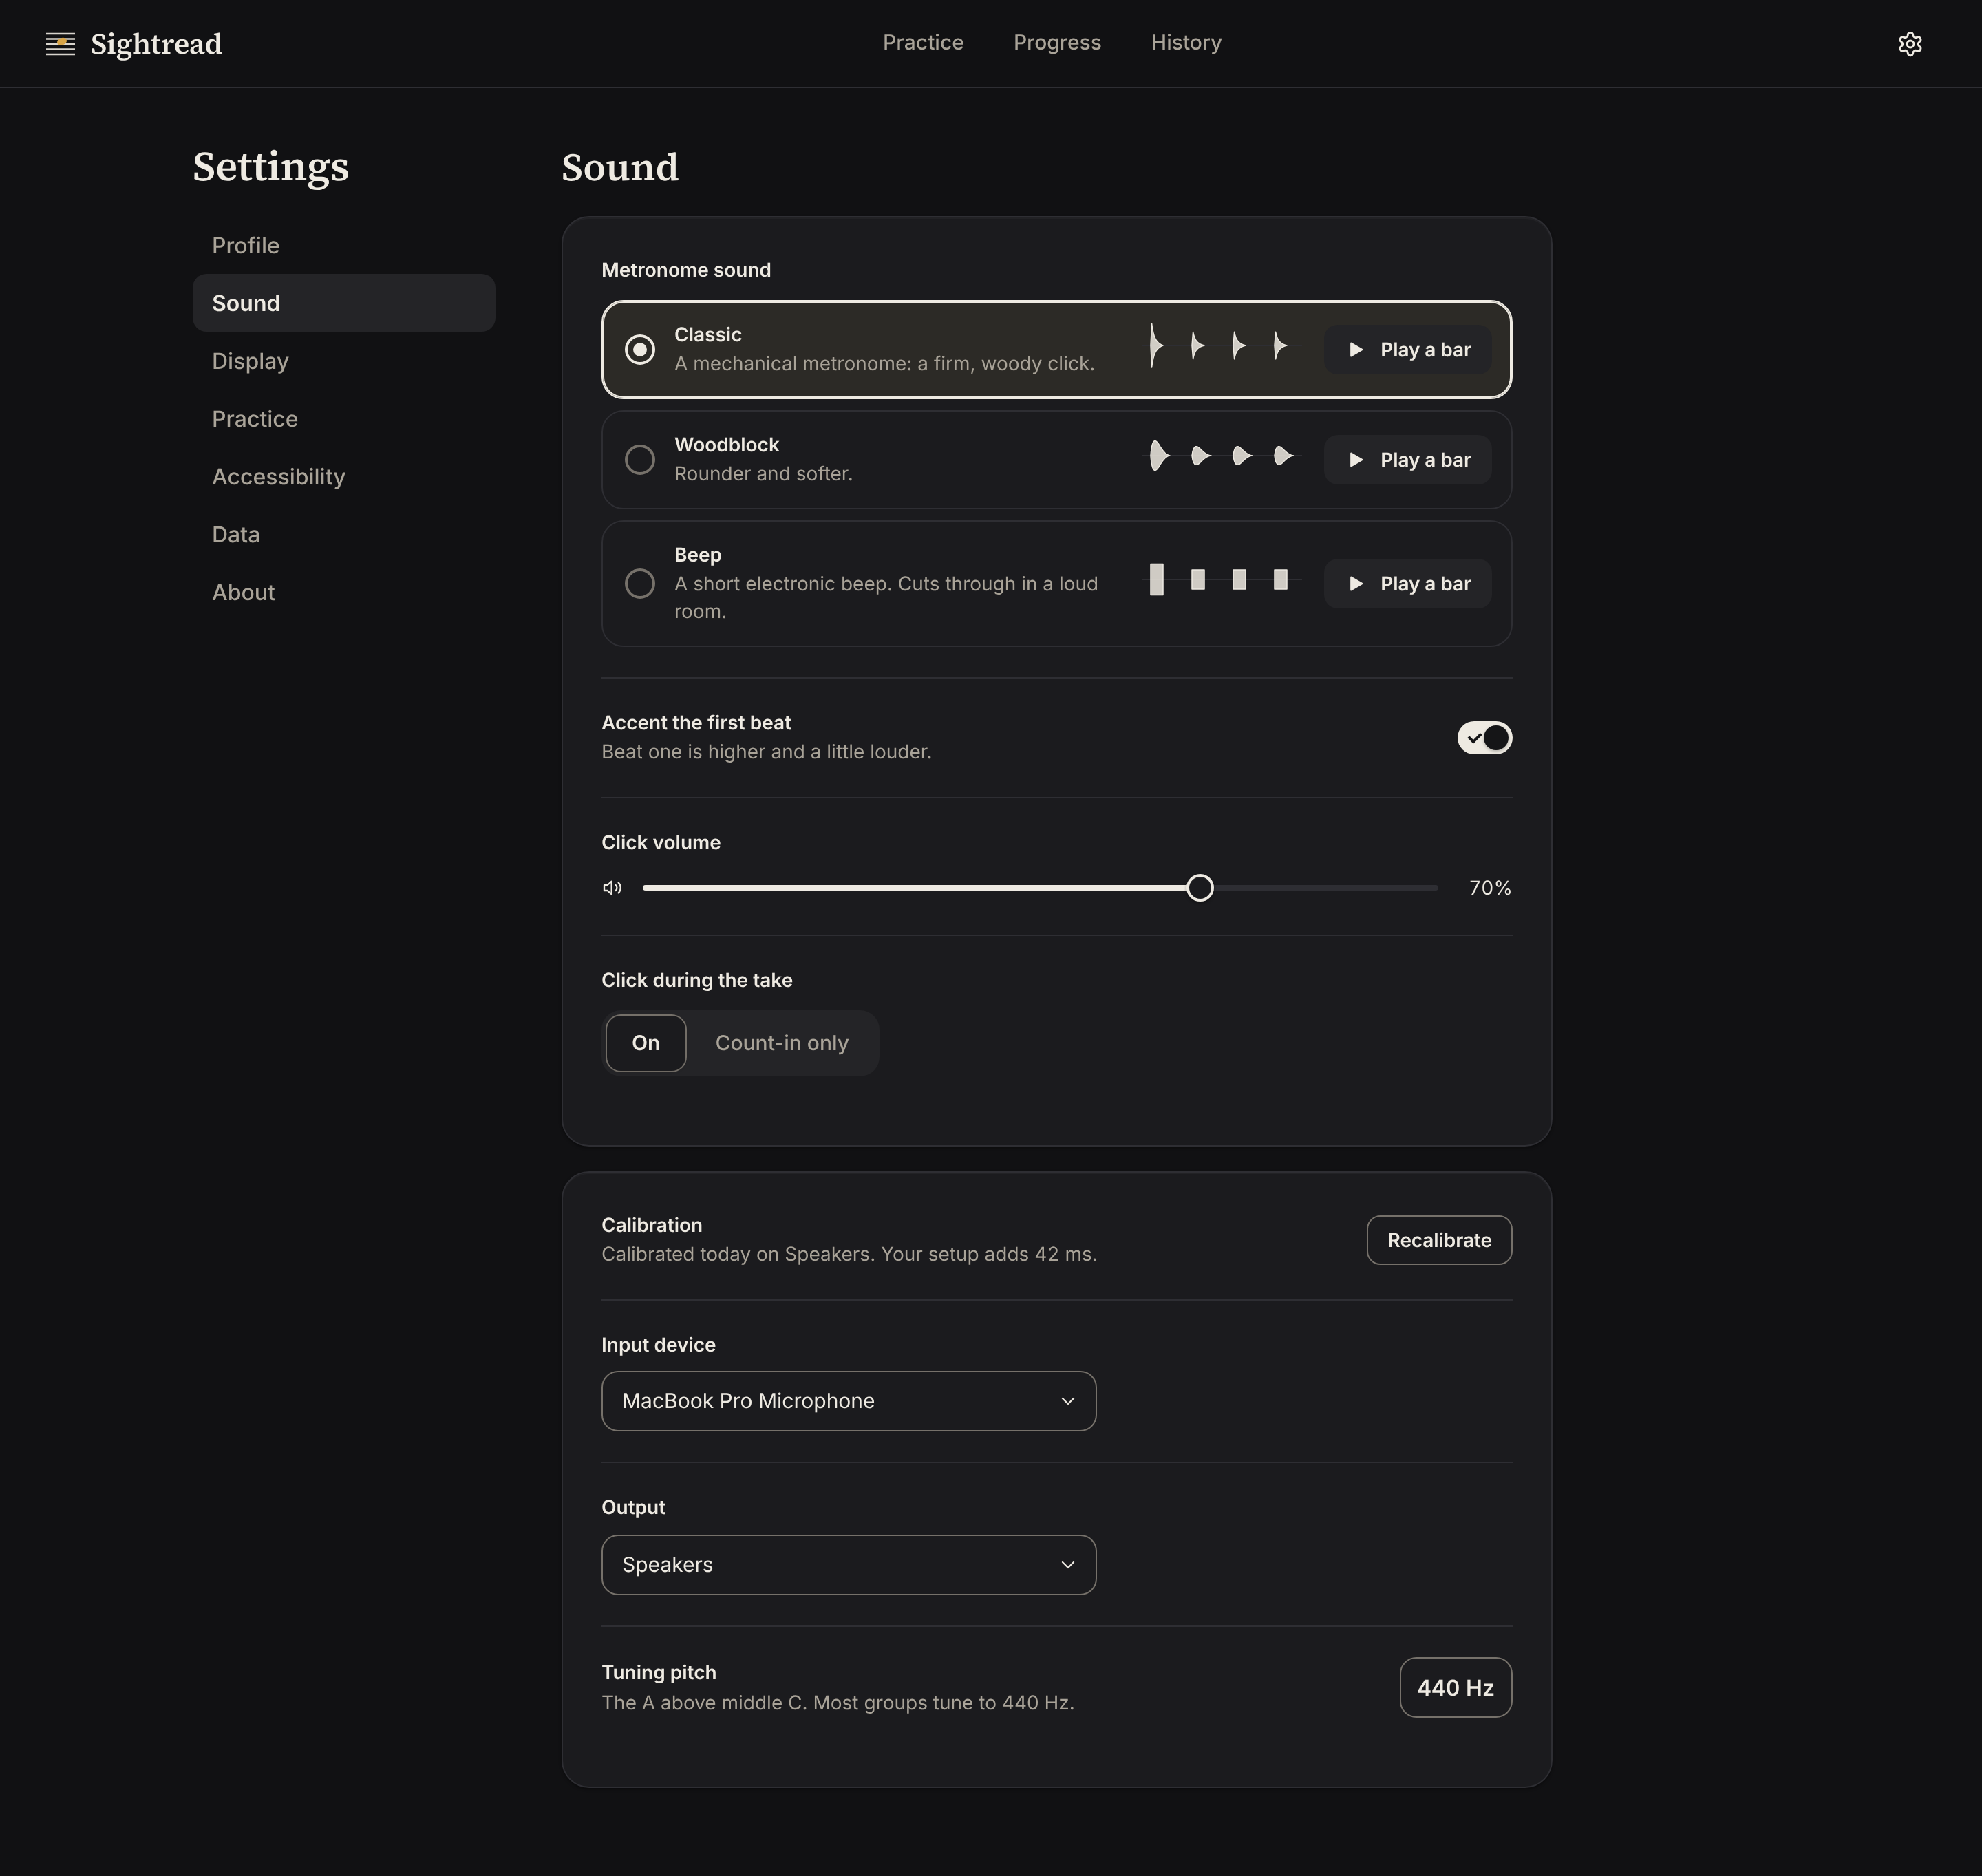 Sightread
Practice
Progress
History
Settings
Profile
Sound
Display
Practice
Accessibility
Data
About
Sound
Metronome sound
Classic
A mechanical metronome: a firm, woody click.
Play a bar
Woodblock
Rounder and softer.
Play a bar
Beep
A short electronic beep. Cuts through in a loud
room.
Play a bar
Accent the first beat
Beat one is higher and a little louder.
Click volume
70%
Click during the take
On
Count-in only
Calibration
Calibrated today on Speakers. Your setup adds 42 ms.
Recalibrate
Input device
MacBook Pro Microphone
Output
Speakers
Tuning pitch
The A above middle C. Most groups tune to 440 Hz.
440 Hz